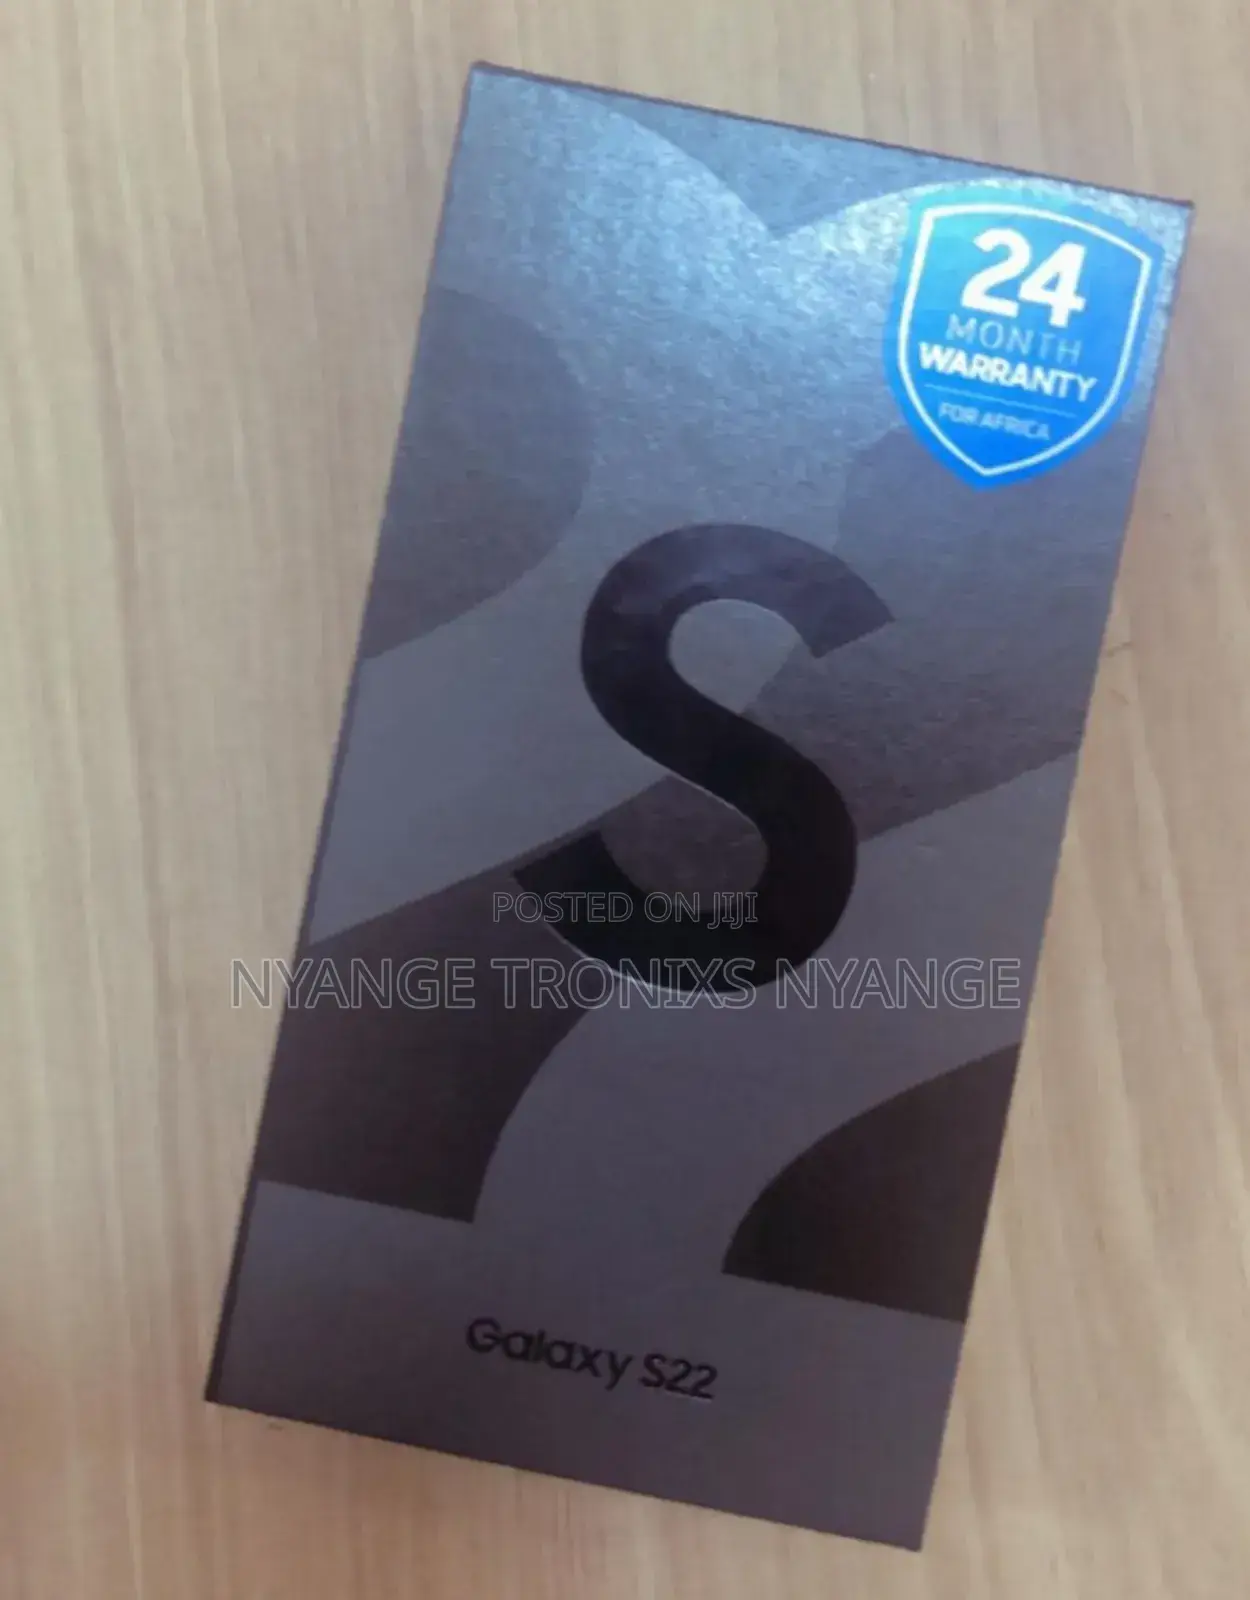 24
MONTH
WARRANTY
FOR AFRICA
S
POSTED ON JIJI
NYANGE TRONIXS NYANGE
Galaxy S22